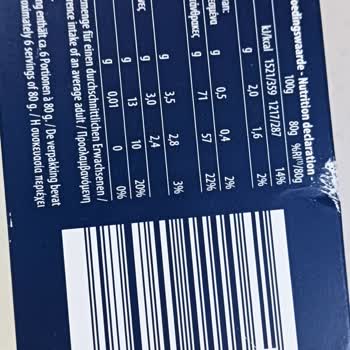 oedingswaarde - Nutrition declaration -
100g 80g %RI**/80g
kJ/kcal 1521/359 1217/287 14%
g 2,0 1,6 2%
tan:
g 0,5 0,4 2%
g 71 57 22%
g 3,5 2,8 3%
g 3,0 2,4
g 13 10 20%
g 0,01 0 0%
menge für einen durchschnittlichen Erwachsenen /
rence intake of an average adult / Προσλαμβανόμενη
ng enthält ca. 6 Portionen à 80 g / De verpakking bevat
oximately 6 servings of 80 g. / Η συσκευασία περιέχει